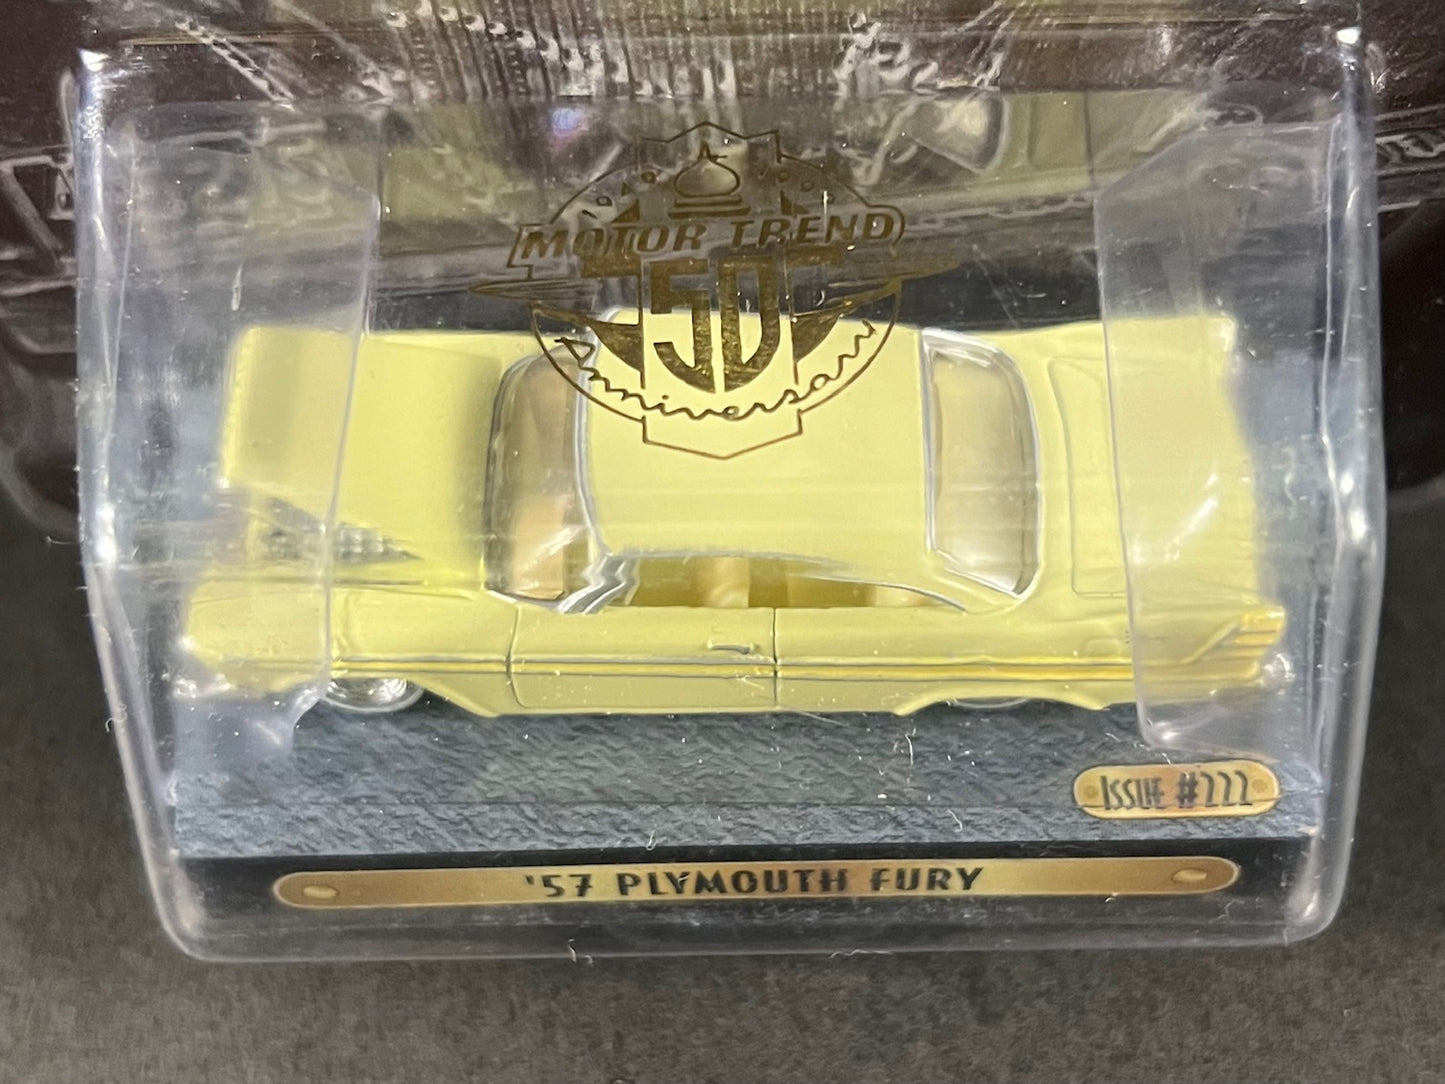 MOTOR TREND
50
Anniversary
ISSUE #222
'57 PLYMOUTH FURY